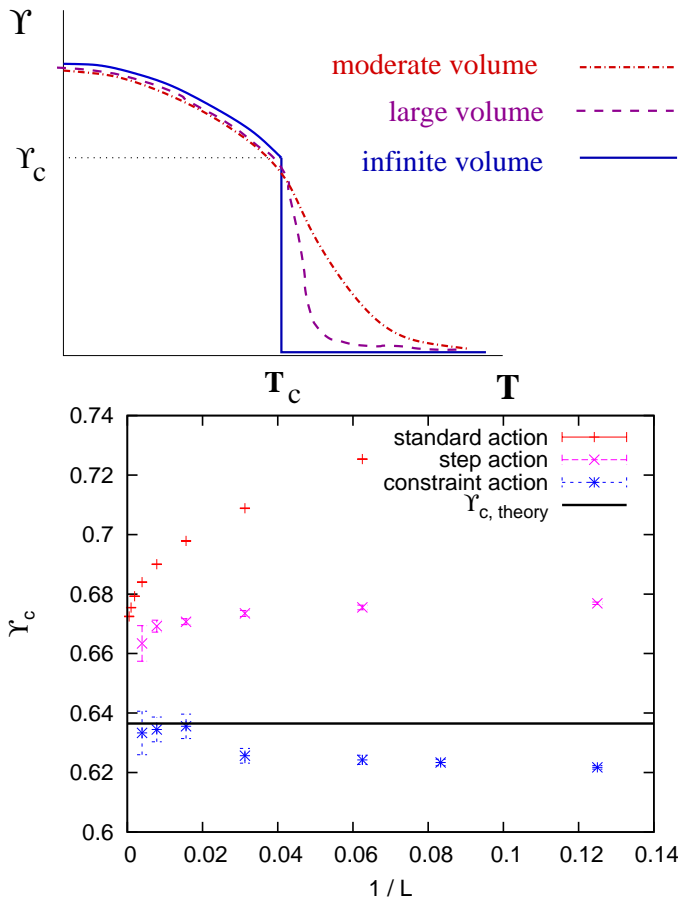 ϒ
moderate volume
large volume
ϒc
infinite volume
Tc
T
0.74
standard action
step action
0.72
constraint action
ϒc, theory
0.7
0.68
ϒc
0.66
0.64
0.62
0.6
0 0.02 0.04 0.06 0.08 0.1 0.12 0.14
1 / L